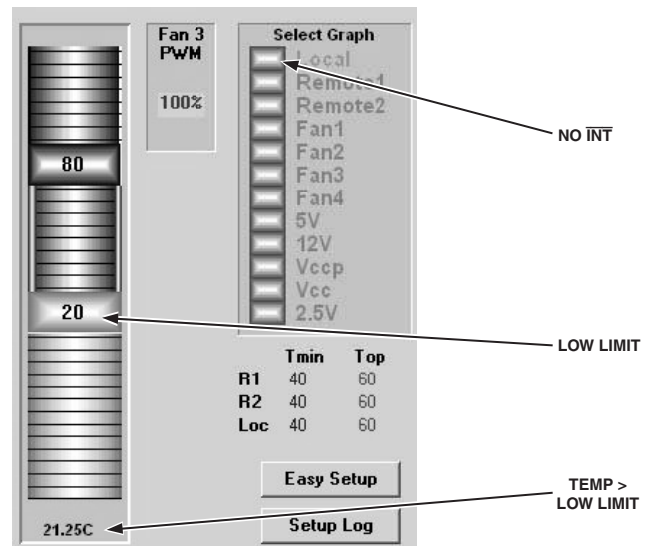 Fan 3
PWM
100%
80
20
21.25C
Select Graph
Local
Remote1
Remote2
Fan1
Fan2
Fan3
Fan4
5V
12V
Vccp
Vcc
2.5V
Tmin Top
R1 40 60
R2 40 60
Loc 40 60
Easy Setup
Setup Log
NO I̅N̅T̅
LOW LIMIT
TEMP >
LOW LIMIT